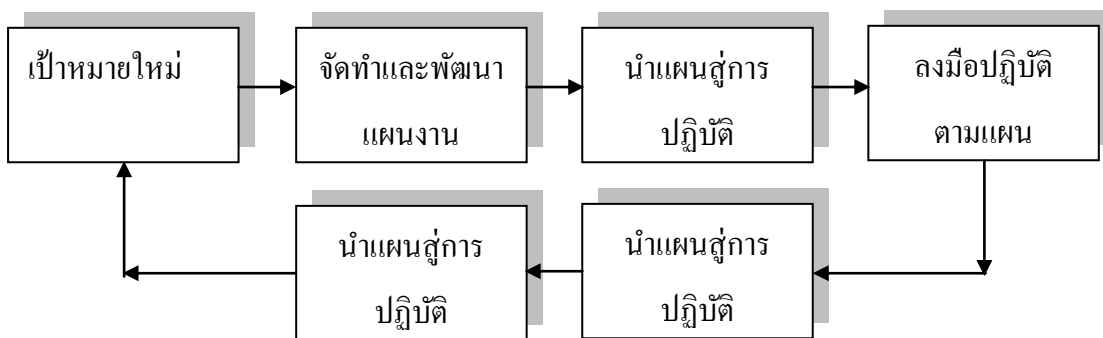 เป้าหมายใหม่
จัดทำและพัฒนา
แผนงาน
นำแผนสู่การ
ปฏิบัติ
ลงมือปฏิบัติ
ตามแผน
นำแผนสู่การ
ปฏิบัติ
นำแผนสู่การ
ปฏิบัติ